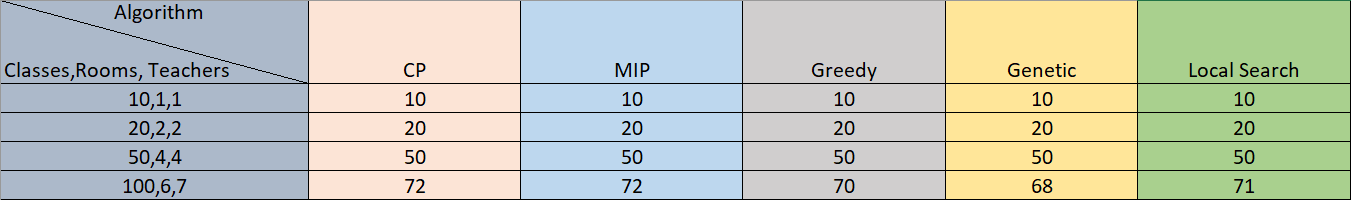 Algorithm
Classes,Rooms, Teachers CP MIP Greedy Genetic Local Search
10,1,1 10 10 10 10 10
20,2,2 20 20 20 20 20
50,4,4 50 50 50 50 50
100,6,7 72 72 70 68 71